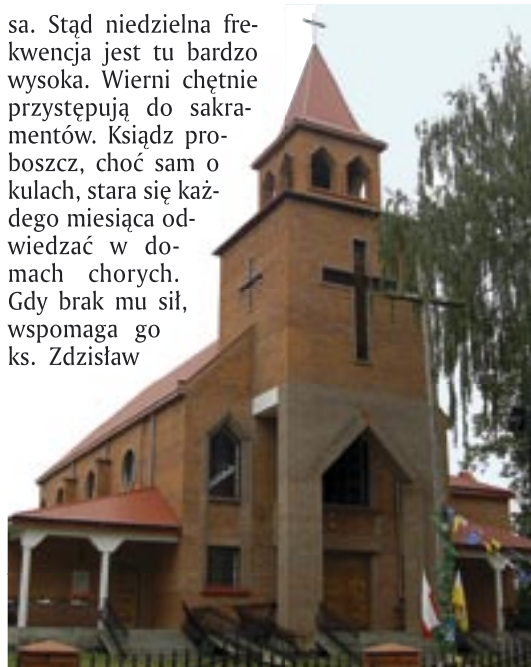 sa. Stąd niedzielna fre-
kwencja jest tu bardzo
wysoka. Wierni chętnie
przystępują do sakra-
mentów. Ksiądz pro-
boszcz, choć sam o
kulach, stara się każ-
dego miesiąca od-
wiedzać w do-
mach chorych.
Gdy brak mu sił,
wspomaga go
ks. Zdzisław